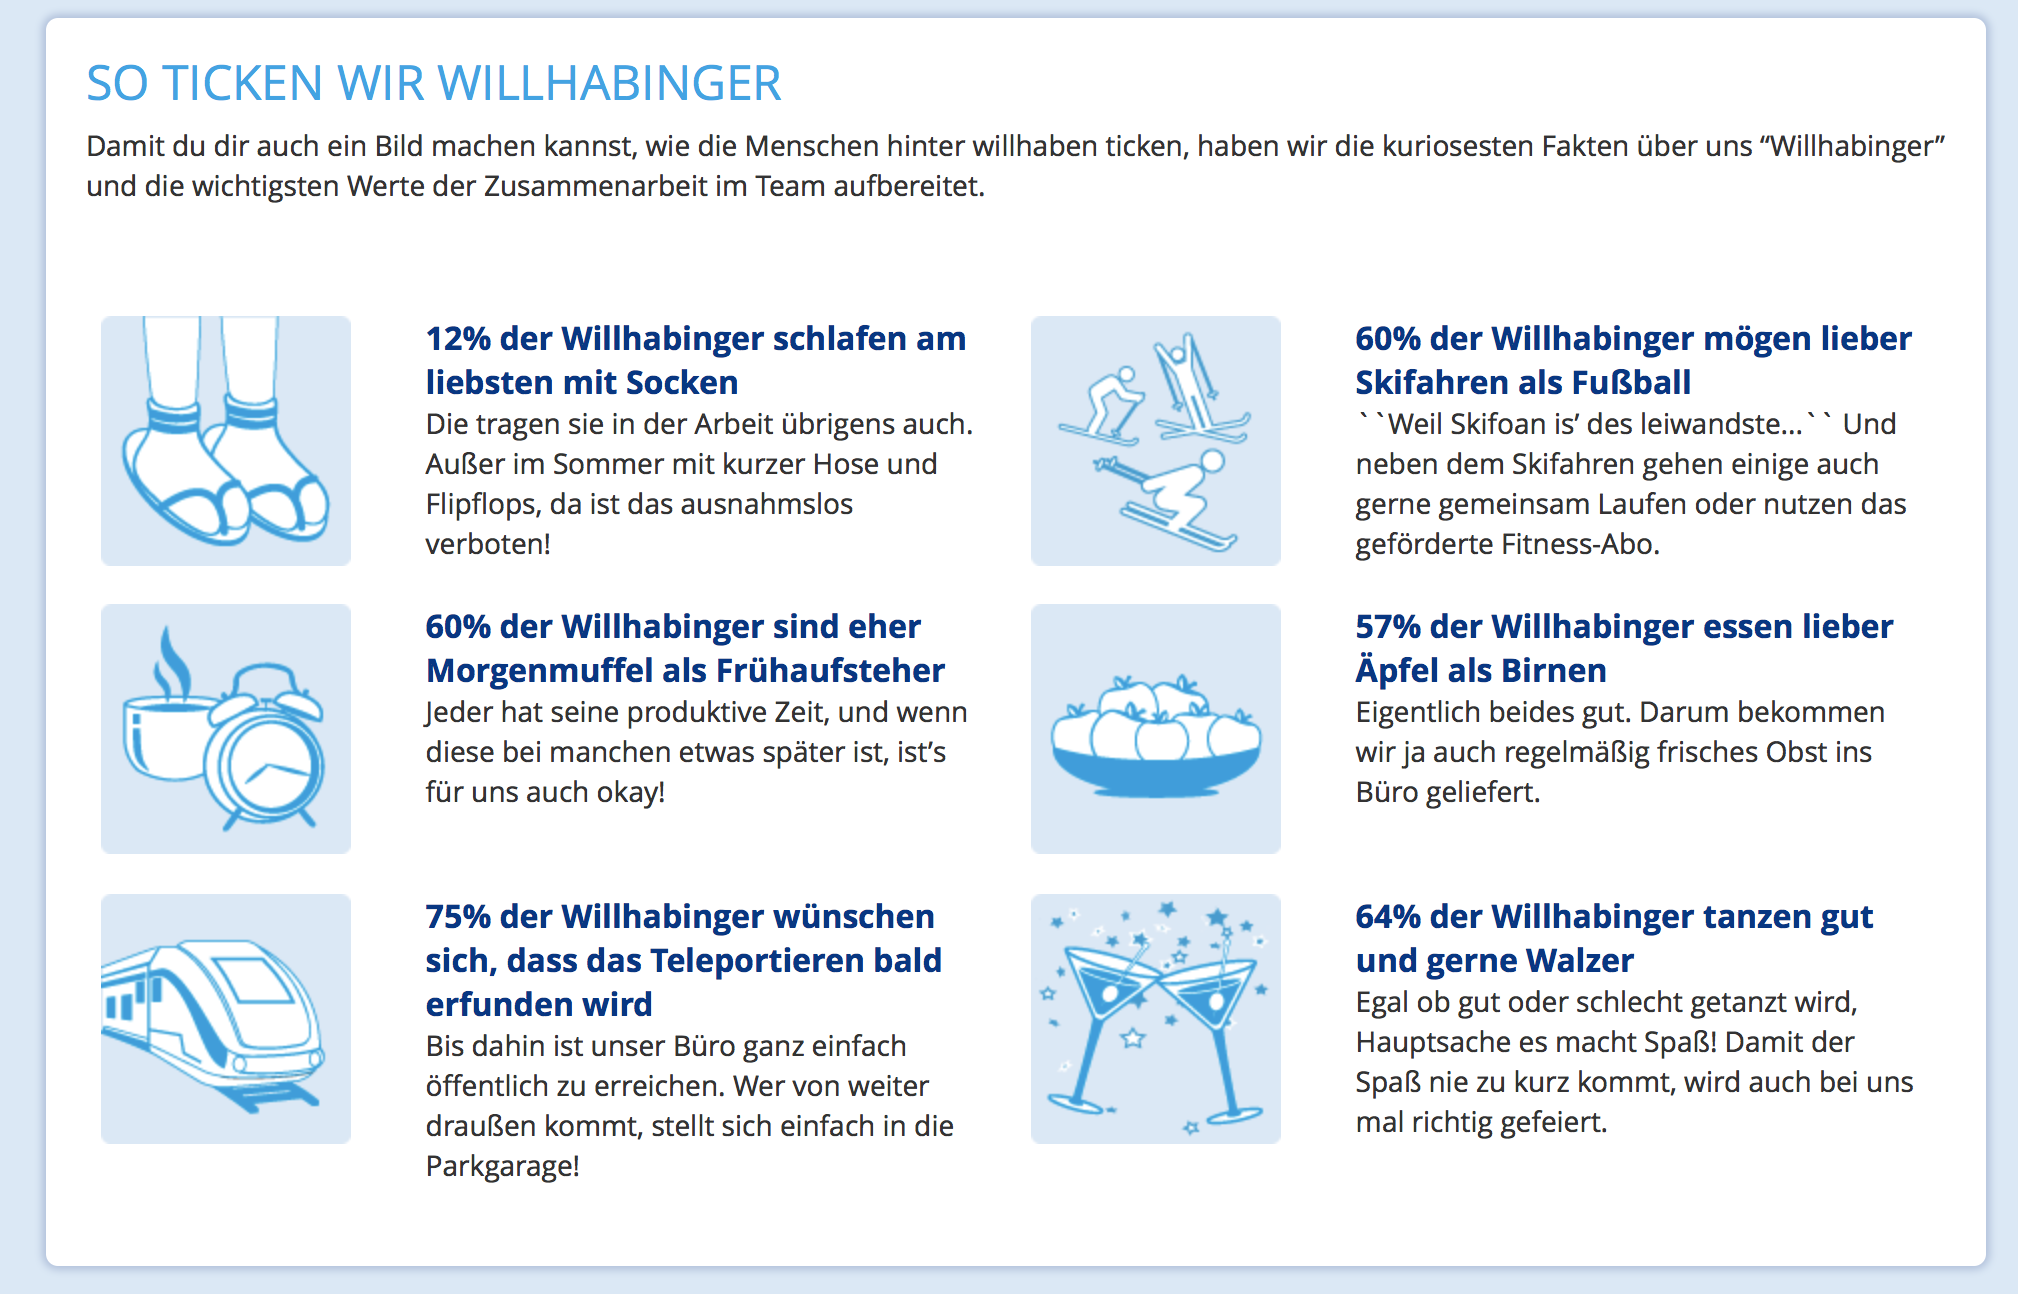 SO TICKEN WIR WILLHABINGER
Damit du dir auch ein Bild machen kannst, wie die Menschen hinter willhaben ticken, haben wir die kuriosesten Fakten über uns “Willhabinger”
und die wichtigsten Werte der Zusammenarbeit im Team aufbereitet.
12% der Willhabinger schlafen am
liebsten mit Socken
Die tragen sie in der Arbeit übrigens auch.
Außer im Sommer mit kurzer Hose und
Flipflops, da ist das ausnahmslos
verboten!
60% der Willhabinger mögen lieber
Skifahren als Fußball
``Weil Skifoan is’ des leiwandste...`` Und
neben dem Skifahren gehen einige auch
gerne gemeinsam Laufen oder nutzen das
geförderte Fitness-Abo.
60% der Willhabinger sind eher
Morgenmuffel als Frühaufsteher
Jeder hat seine produktive Zeit, und wenn
diese bei manchen etwas später ist, ist’s
für uns auch okay!
57% der Willhabinger essen lieber
Äpfel als Birnen
Eigentlich beides gut. Darum bekommen
wir ja auch regelmäßig frisches Obst ins
Büro geliefert.
75% der Willhabinger wünschen
sich, dass das Teleportieren bald
erfunden wird
Bis dahin ist unser Büro ganz einfach
öffentlich zu erreichen. Wer von weiter
draußen kommt, stellt sich einfach in die
Parkgarage!
64% der Willhabinger tanzen gut
und gerne Walzer
Egal ob gut oder schlecht getanzt wird,
Hauptsache es macht Spaß! Damit der
Spaß nie zu kurz kommt, wird auch bei uns
mal richtig gefeiert.